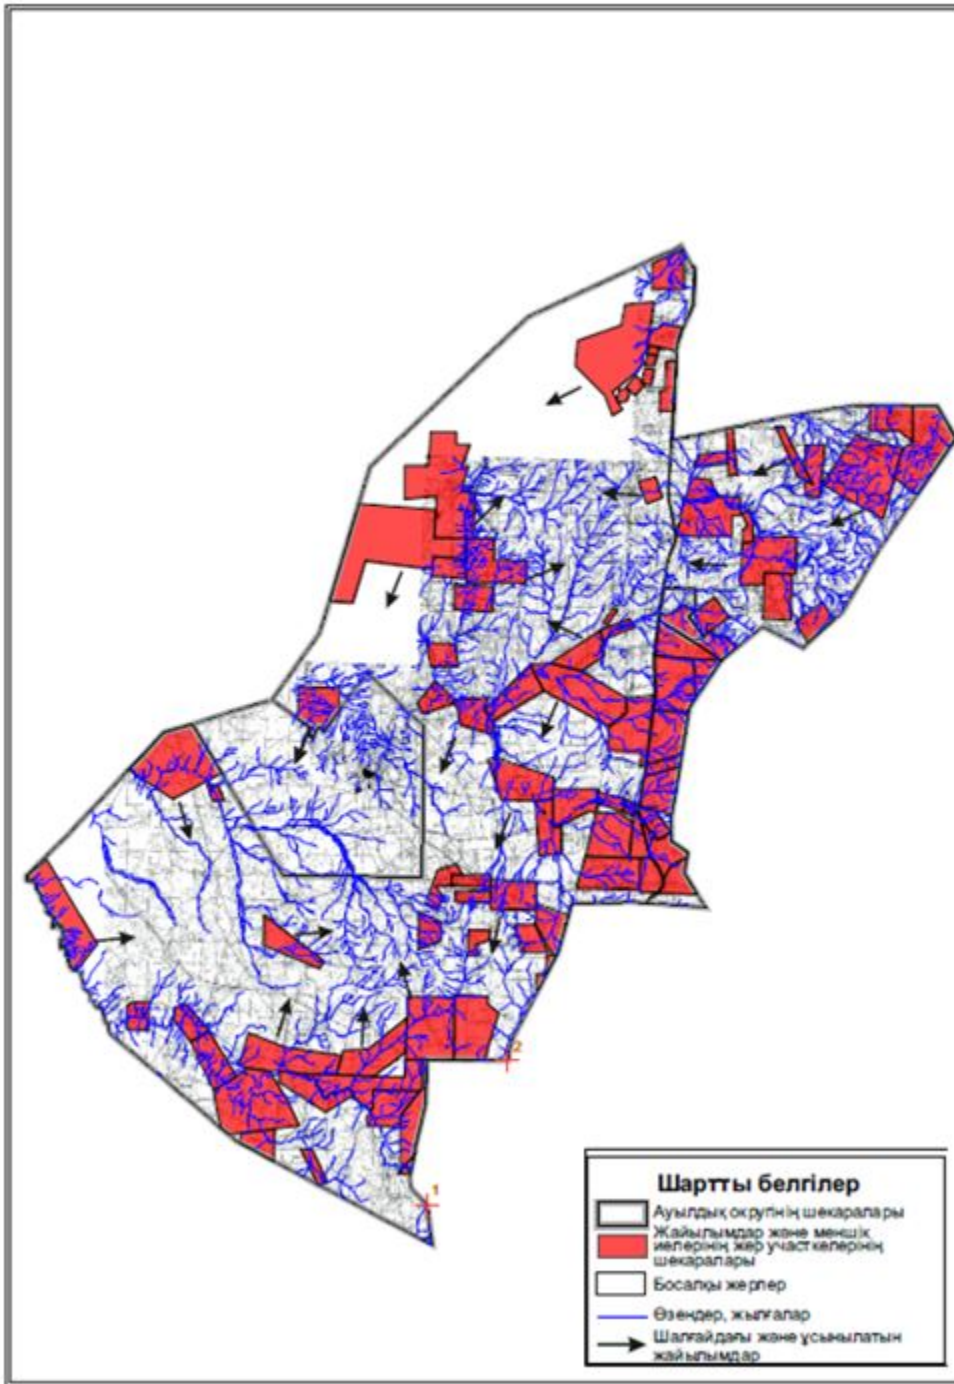 2
1
Шартты белгілер
Ауылдық округінің шекаралары
Жайылымдар және меншік
иелерінің жер участкелерінің
шекаралары
Босалқы жерлер
Өзендер, жылғалар
Шалғайдағы және ұсынылатын
жайылымдар